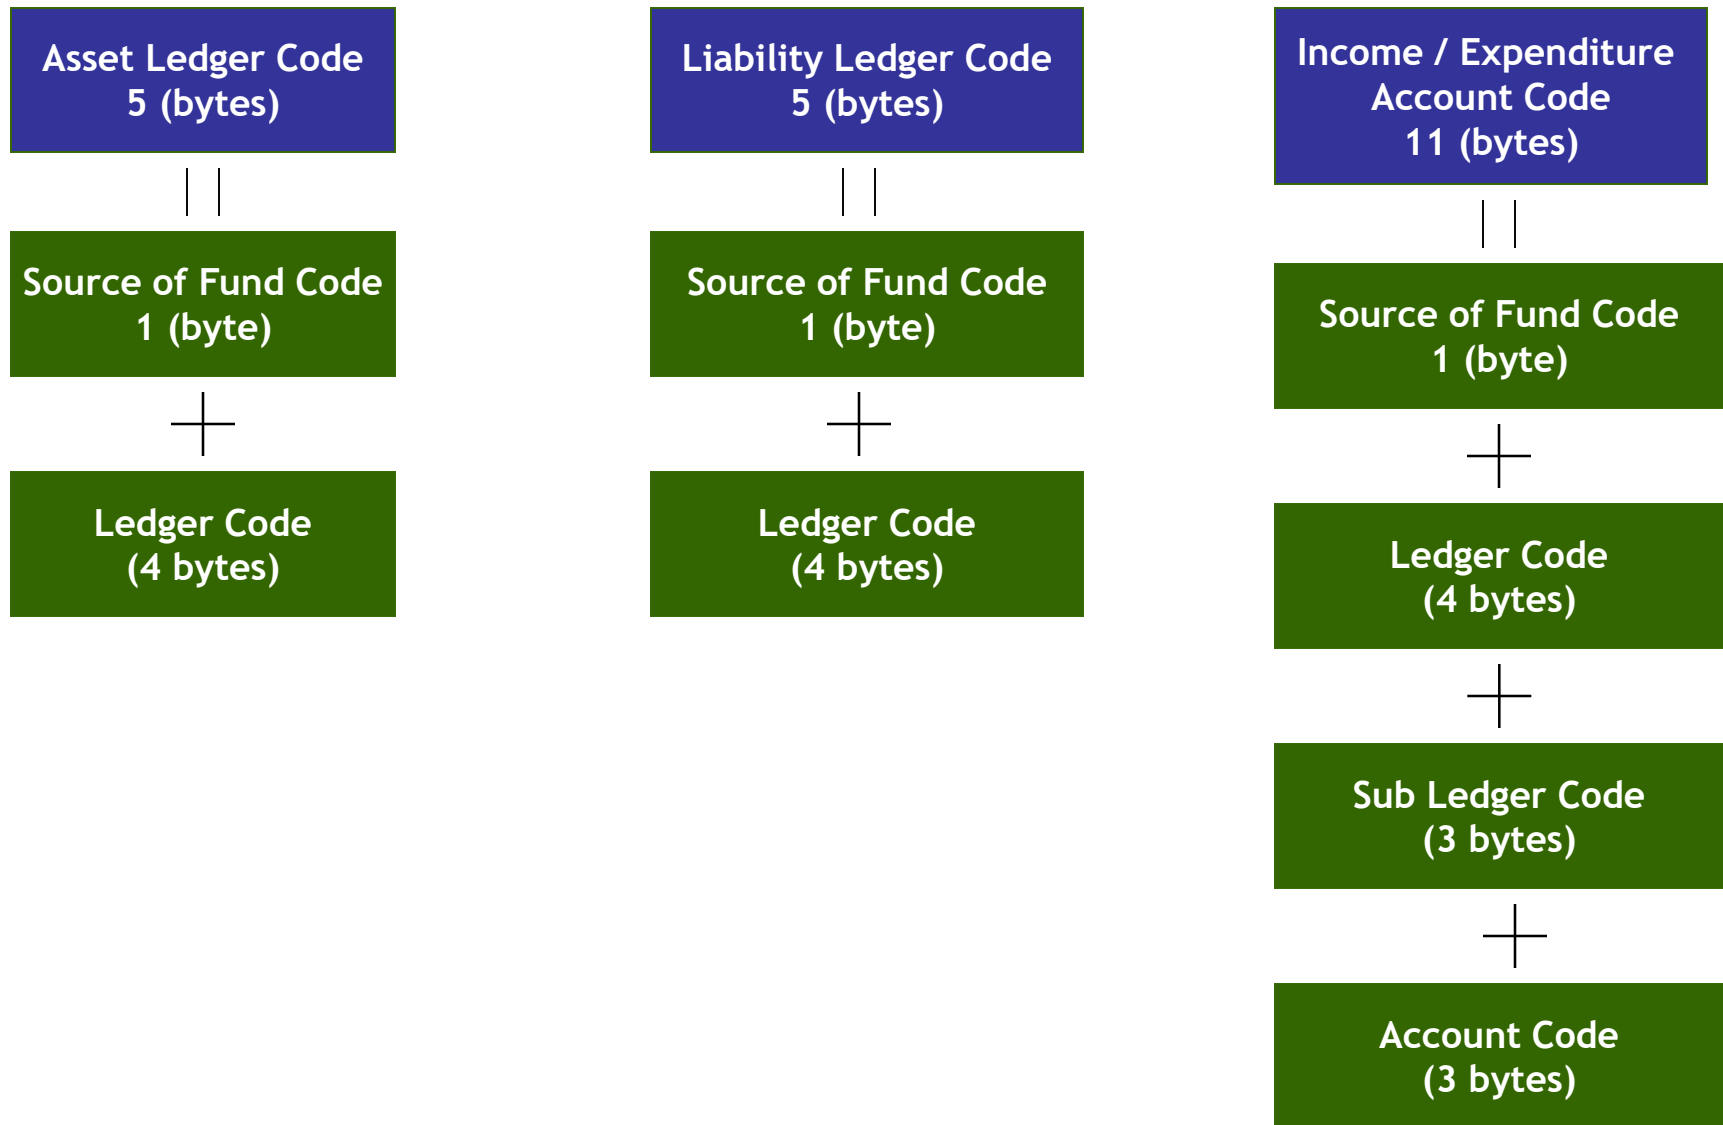 Asset Ledger Code
5 (bytes)
Source of Fund Code
1 (byte)
Ledger Code
(4 bytes)
Liability Ledger Code
5 (bytes)
Source of Fund Code
1 (byte)
Ledger Code
(4 bytes)
Income / Expenditure
Account Code
11 (bytes)
Source of Fund Code
1 (byte)
Ledger Code
(4 bytes)
Sub Ledger Code
(3 bytes)
Account Code
(3 bytes)